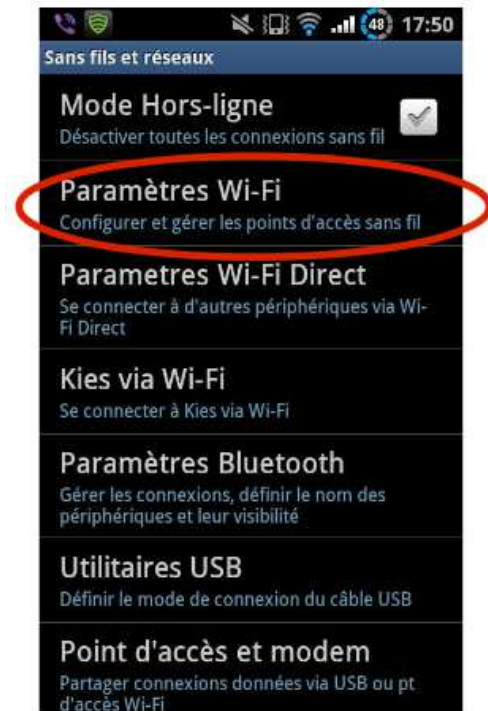 48 17:50
Sans fils et réseaux
Mode Hors-ligne
Désactiver toutes les connexions sans fil
Paramètres Wi-Fi
Configurer et gérer les points d'accès sans fil
Parametres Wi-Fi Direct
Se connecter à d'autres périphériques via Wi-
Fi Direct
Kies via Wi-Fi
Se connecter à Kies via Wi-Fi
Paramètres Bluetooth
Gérer les connexions, définir le nom des
périphériques et leur visibilité
Utilitaires USB
Définir le mode de connexion du câble USB
Point d'accès et modem
Partager connexions données via USB ou pt
d'accès Wi-Fi